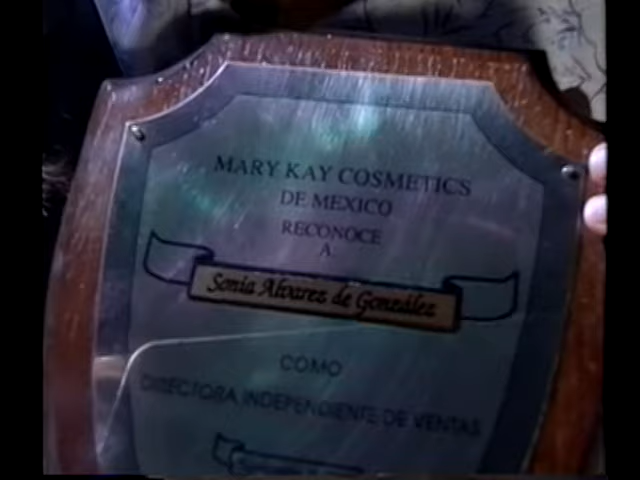 MARY KAY COSMETICS
DE MEXICO
RECONOCE
A
Sonia Alvarez de González
COMO
DIRECTORA INDEPENDIENTE DE VENTAS